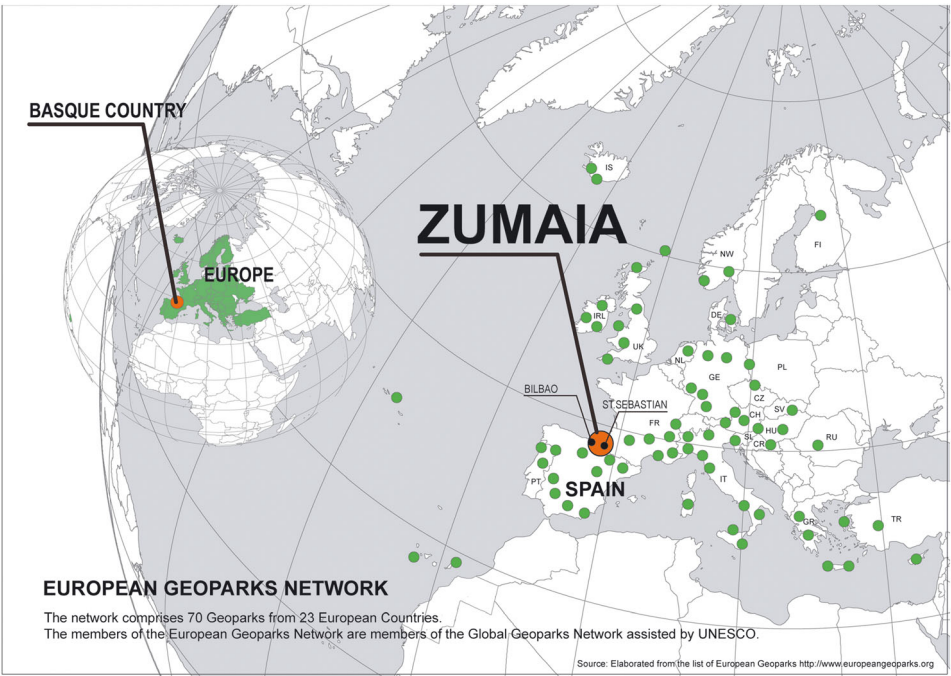 BASQUE COUNTRY
EUROPE
ZUMAIA
IS
FI
NW
DE
IRL
UK
NL
GE
PL
CZ
BILBAO
ST SEBASTIAN
CH
SV
FR
HU
SL
CR
RU
PT
SPAIN
IT
GR
TR
EUROPEAN GEOPARKS NETWORK
The network comprises 70 Geoparks from 23 European Countries.
The members of the European Geoparks Network are members of the Global Geoparks Network assisted by UNESCO.
Source: Elaborated from the list of European Geoparks http://www.europeangeoparks.org